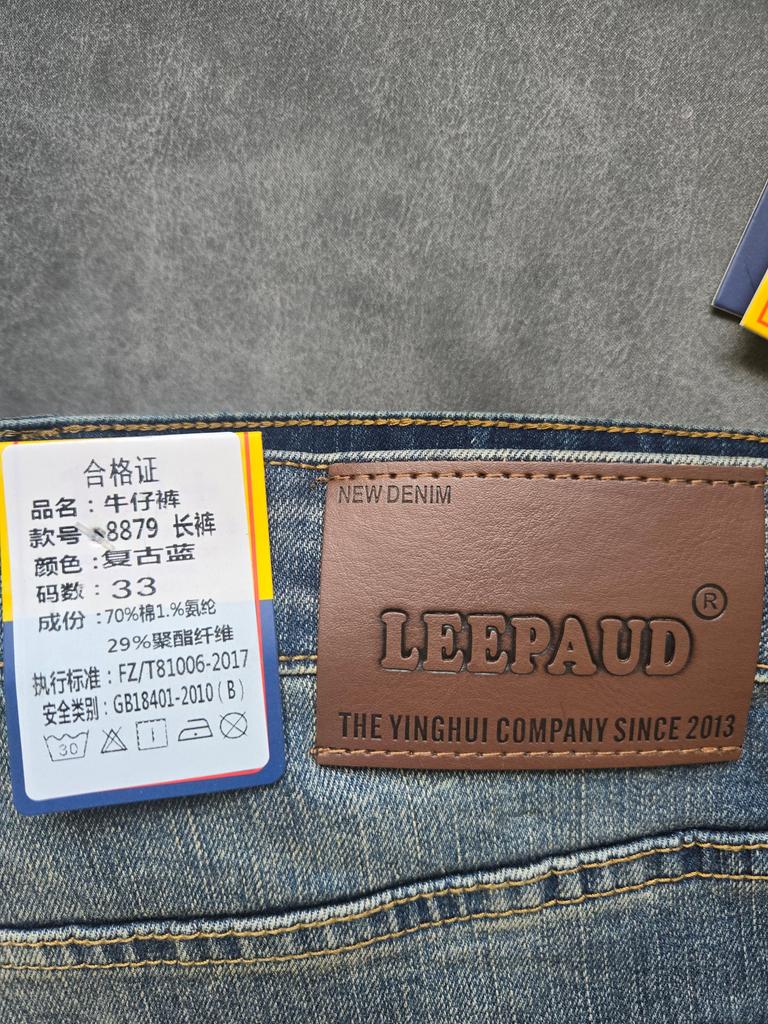 合格证
品名：牛仔裤
款号 8879 长裤
颜色：复古蓝
码数：33
成份：70%棉1.%氨纶
29%聚酯纤维
执行标准：FZ/T81006-2017
安全类别：GB18401-2010（B）
30
NEW DENIM
LEEPAUD®
THE YINGHUI COMPANY SINCE 2013